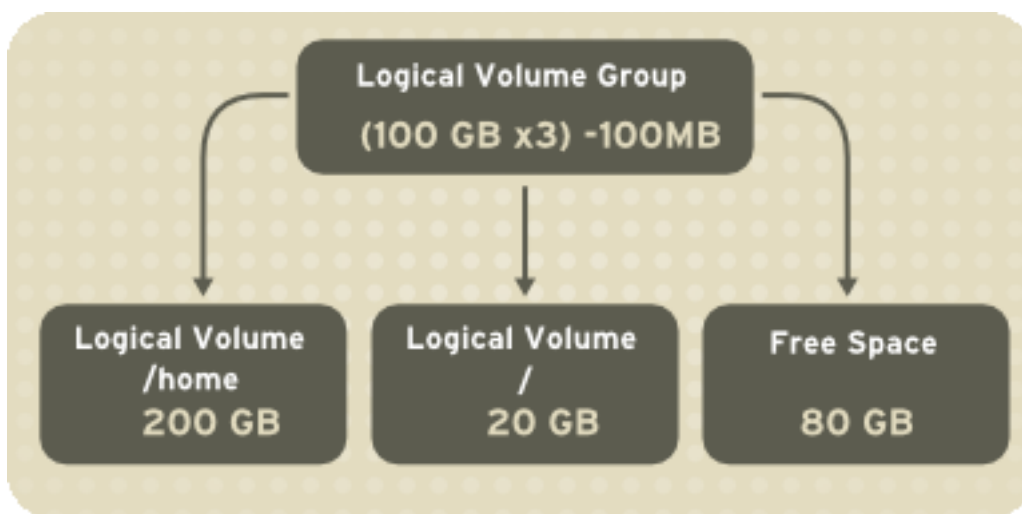 Logical Volume Group
(100 GB x3) -100MB
Logical Volume
/home
200 GB
Logical Volume
/
20 GB
Free Space
80 GB